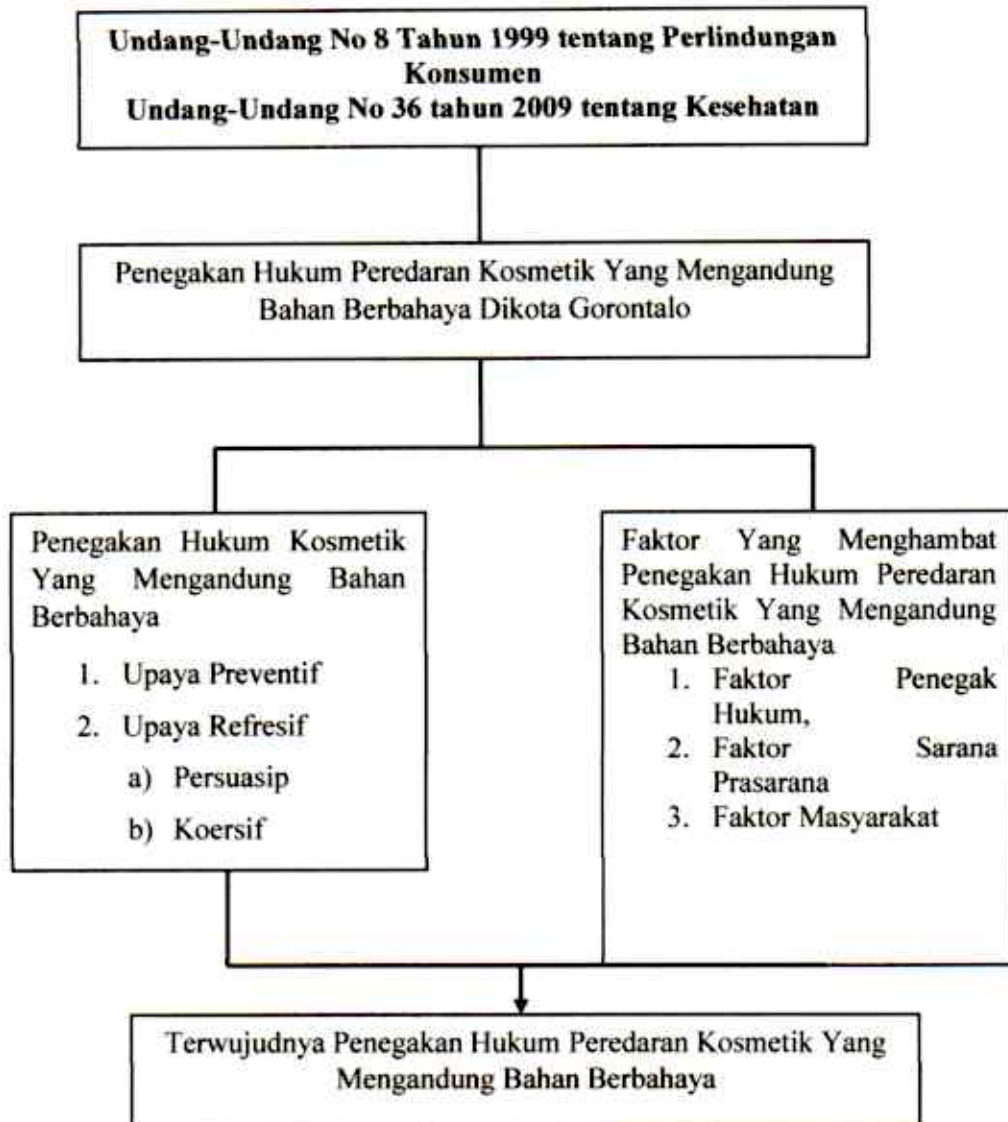 Undang-Undang No 8 Tahun 1999 tentang Perlindungan
Konsumen
Undang-Undang No 36 tahun 2009 tentang Kesehatan
Penegakan Hukum Peredaran Kosmetik Yang Mengandung
Bahan Berbahaya Dikota Gorontalo
Penegakan Hukum Kosmetik
Yang Mengandung Bahan
Berbahaya
1. Upaya Preventif
2. Upaya Refresif
a) Persuasip
b) Koersif
Faktor Yang Menghambat
Penegakan Hukum Peredaran
Kosmetik Yang Mengandung
Bahan Berbahaya
1. Faktor Penegak
Hukum,
2. Faktor Sarana
Prasarana
3. Faktor Masyarakat
Terwujudnya Penegakan Hukum Peredaran Kosmetik Yang
Mengandung Bahan Berbahaya